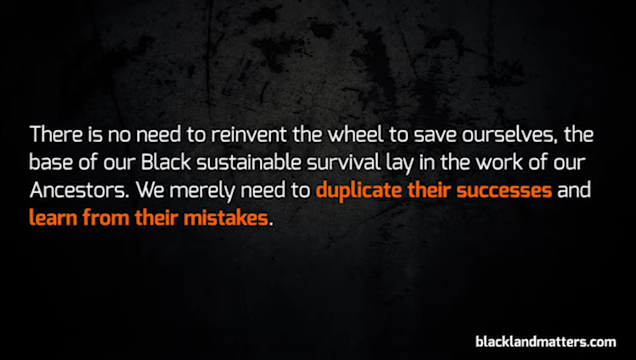 There is no need to reinvent the wheel to save ourselves, the
base of our Black sustainable survival lay in the work of our
Ancestors. We merely need to duplicate their successes and
learn from their mistakes.
blacklandmatters.com